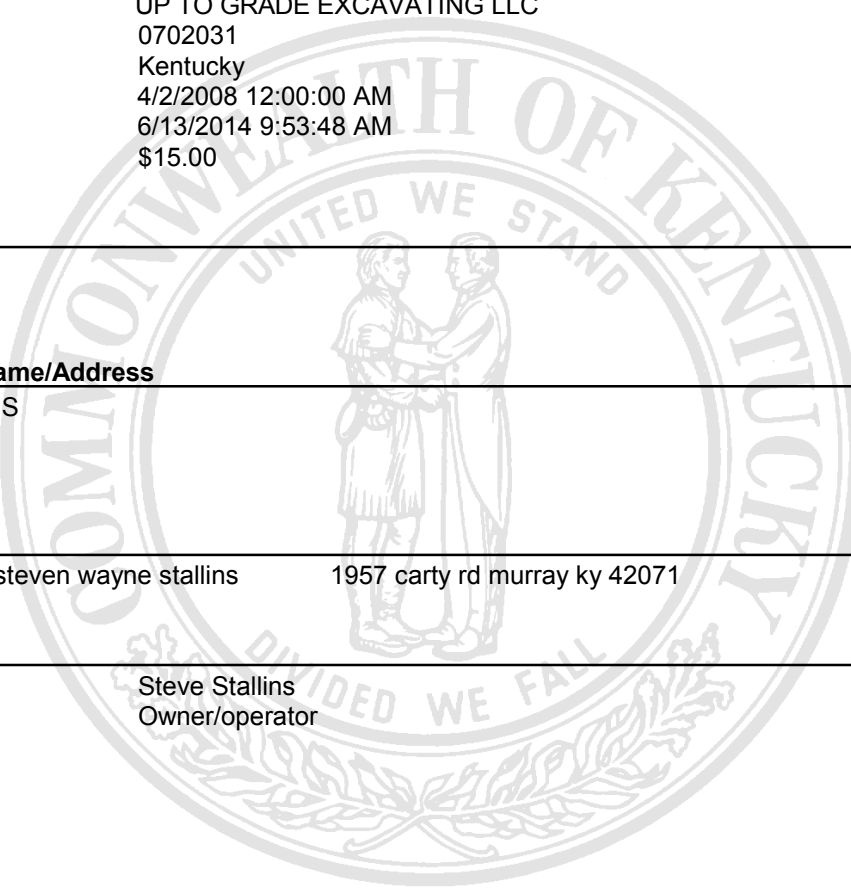 UP TO GRADE EXCAVATING LLC
0702031
Kentucky
4/2/2008 12:00:00 AM
6/13/2014 9:53:48 AM
$15.00
COMMONWEALTH OF KENTUCKY
UNITED WE STAND
ame/Address
S
steven wayne stallins 1957 carty rd murray ky 42071
DIVIDED WE FALL
Steve Stallins
Owner/operator